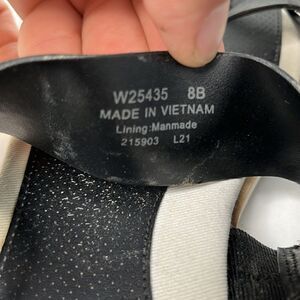 W25435 8B
MADE IN VIETNAM
Lining:Manmade
215903 L21